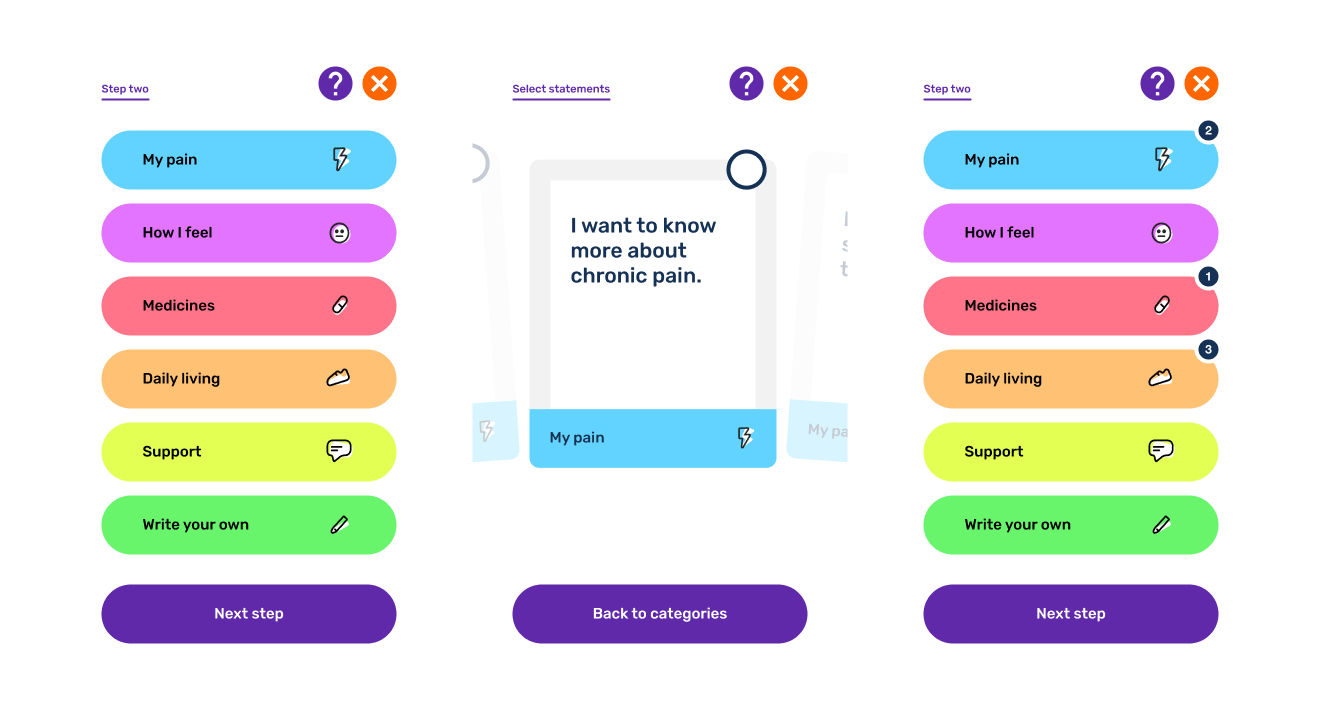 Step two
?
My pain
How I feel
Medicines
Daily living
Support
Write your own
Next step
Select statements
?
I want to know
more about
chronic pain.
My pain
My pa
Back to categories
Step two
?
My pain
2
How I feel
Medicines
1
Daily living
3
Support
Write your own
Next step